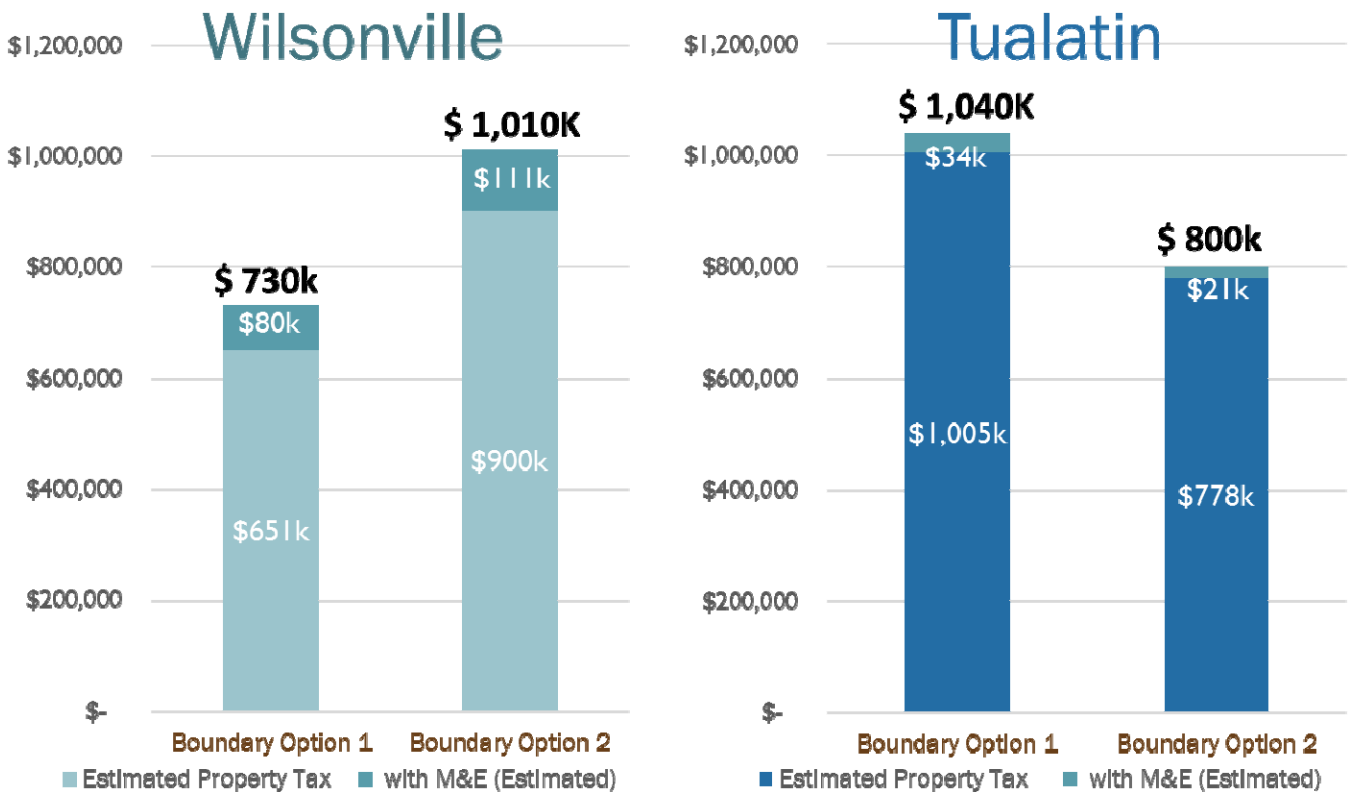 Wilsonville
$1,200,000
$1,000,000
$800,000
$600,000
$400,000
$200,000
$-
$ 730k
$80k
$651k
$ 1,010K
$111k
$900k
Boundary Option 1
Boundary Option 2
Estimated Property Tax
with M&E (Estimated)
Tualatin
$1,200,000
$1,000,000
$800,000
$600,000
$400,000
$200,000
$-
$ 1,040K
$34k
$1,005k
$ 800k
$21k
$778k
Boundary Option 1
Boundary Option 2
Estimated Property Tax
with M&E (Estimated)